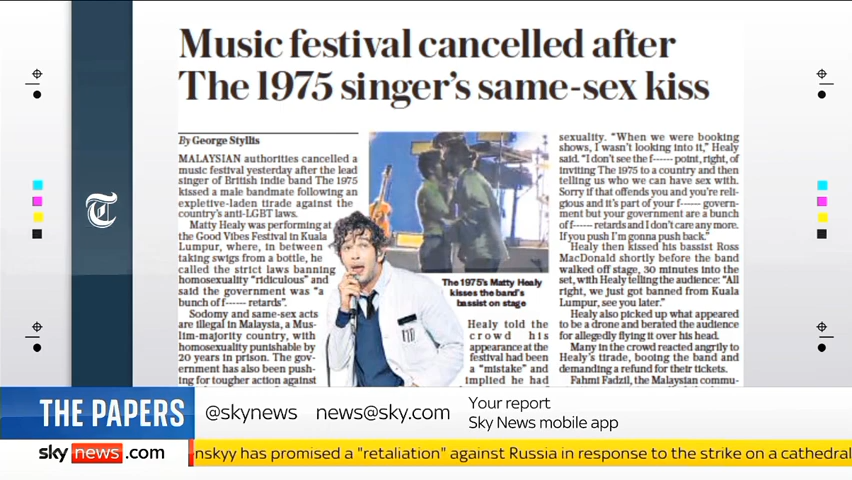 Music festival cancelled after
The 1975 singer's same-sex kiss
By George Styllis
MALAYSIAN authorities cancelled a
music festival yesterday after the lead
singer of British indie band The 1975
kissed a male bandmate following an
expletive-laden tirade against the
country's anti-LGBT laws.
Matty Healy was performing at
the Good Vibes Festival in Kuala
Lumpur, where, in between
taking swigs from a bottle, he
called the strict laws banning
homosexuality "ridiculous" and
said the government was "a
bunch of f------ retards".
Sodomy and same-sex acts
are illegal in Malaysia, a Mus-
lim-majority country, with
homosexuality punishable by
20 years in prison. The gov-
ernment has also been push-
ing for tougher action against
The 1975's Matty Healy
kisses the band's
bassist on stage
Healy told the
crowd his
appearance at the
festival had been
a "mistake" and
implied he had
sexuality. "When we were booking
shows, I wasn't looking into it," Healy
said. "I don't see the f------ point, right, of
inviting The 1975 to a country and then
telling us who we can have sex with.
Sorry if that offends you and you're reli-
gious and it's part of your f------ govern-
ment but your government are a bunch
of f------ retards and I don't care any more.
If you push I'm gonna push back."
Healy then kissed his bassist Ross
MacDonald shortly before the band
walked off stage, 30 minutes into the
set, with Healy telling the audience: "All
right, we just got banned from Kuala
Lumpur, see you later."
Healy also picked up what appeared
to be a drone and berated the audience
for allegedly flying it over his head.
Many in the crowd reacted angrily to
Healy's tirade, booing the band and
demanding a refund for their tickets.
Fahmi Fadzil, the Malaysian commu-
T
THE PAPERS
@skynews news@sky.com
Your report
Sky News mobile app
sky news.com
nskyy has promised a "retaliation" against Russia in response to the strike on a cathedral